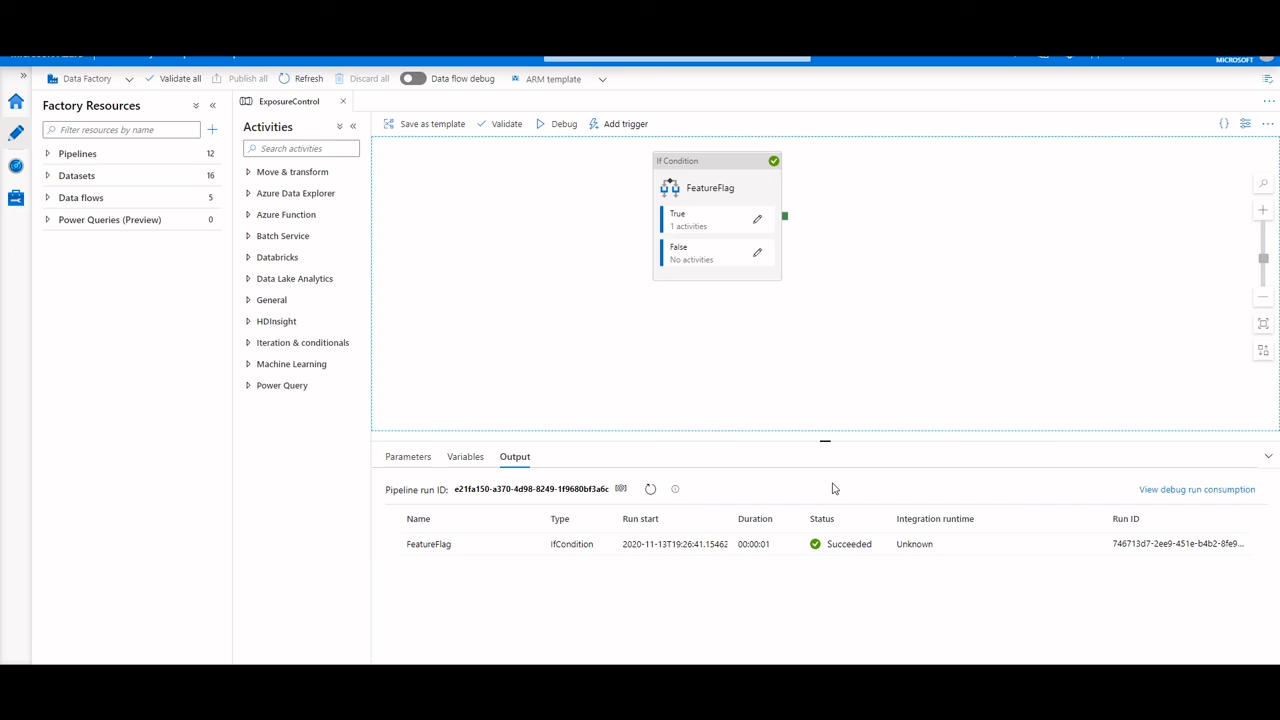 MICROSOFT
Data Factory
Validate all
Publish all
Refresh
Discard all
Data flow debug
ARM template
Factory Resources
Filter resources by name
Pipelines 12
Datasets 16
Data flows 5
Power Queries (Preview) 0
ExposureControl
Activities
Search activities
Move & transform
Azure Data Explorer
Azure Function
Batch Service
Databricks
Data Lake Analytics
General
HDInsight
Iteration & conditionals
Machine Learning
Power Query
Save as template
Validate
Debug
Add trigger
If Condition
FeatureFlag
True
1 activities
False
No activities
Parameters Variables Output
Pipeline run ID: e21fa150-a370-4d98-8249-1f9680bf3a6c
View debug run consumption
Name Type Run start Duration Status Integration runtime Run ID
FeatureFlag IfCondition 2020-11-13T19:26:41.15462 00:00:01 Succeeded Unknown 746713d7-2ee9-451e-b4b2-8fe9...